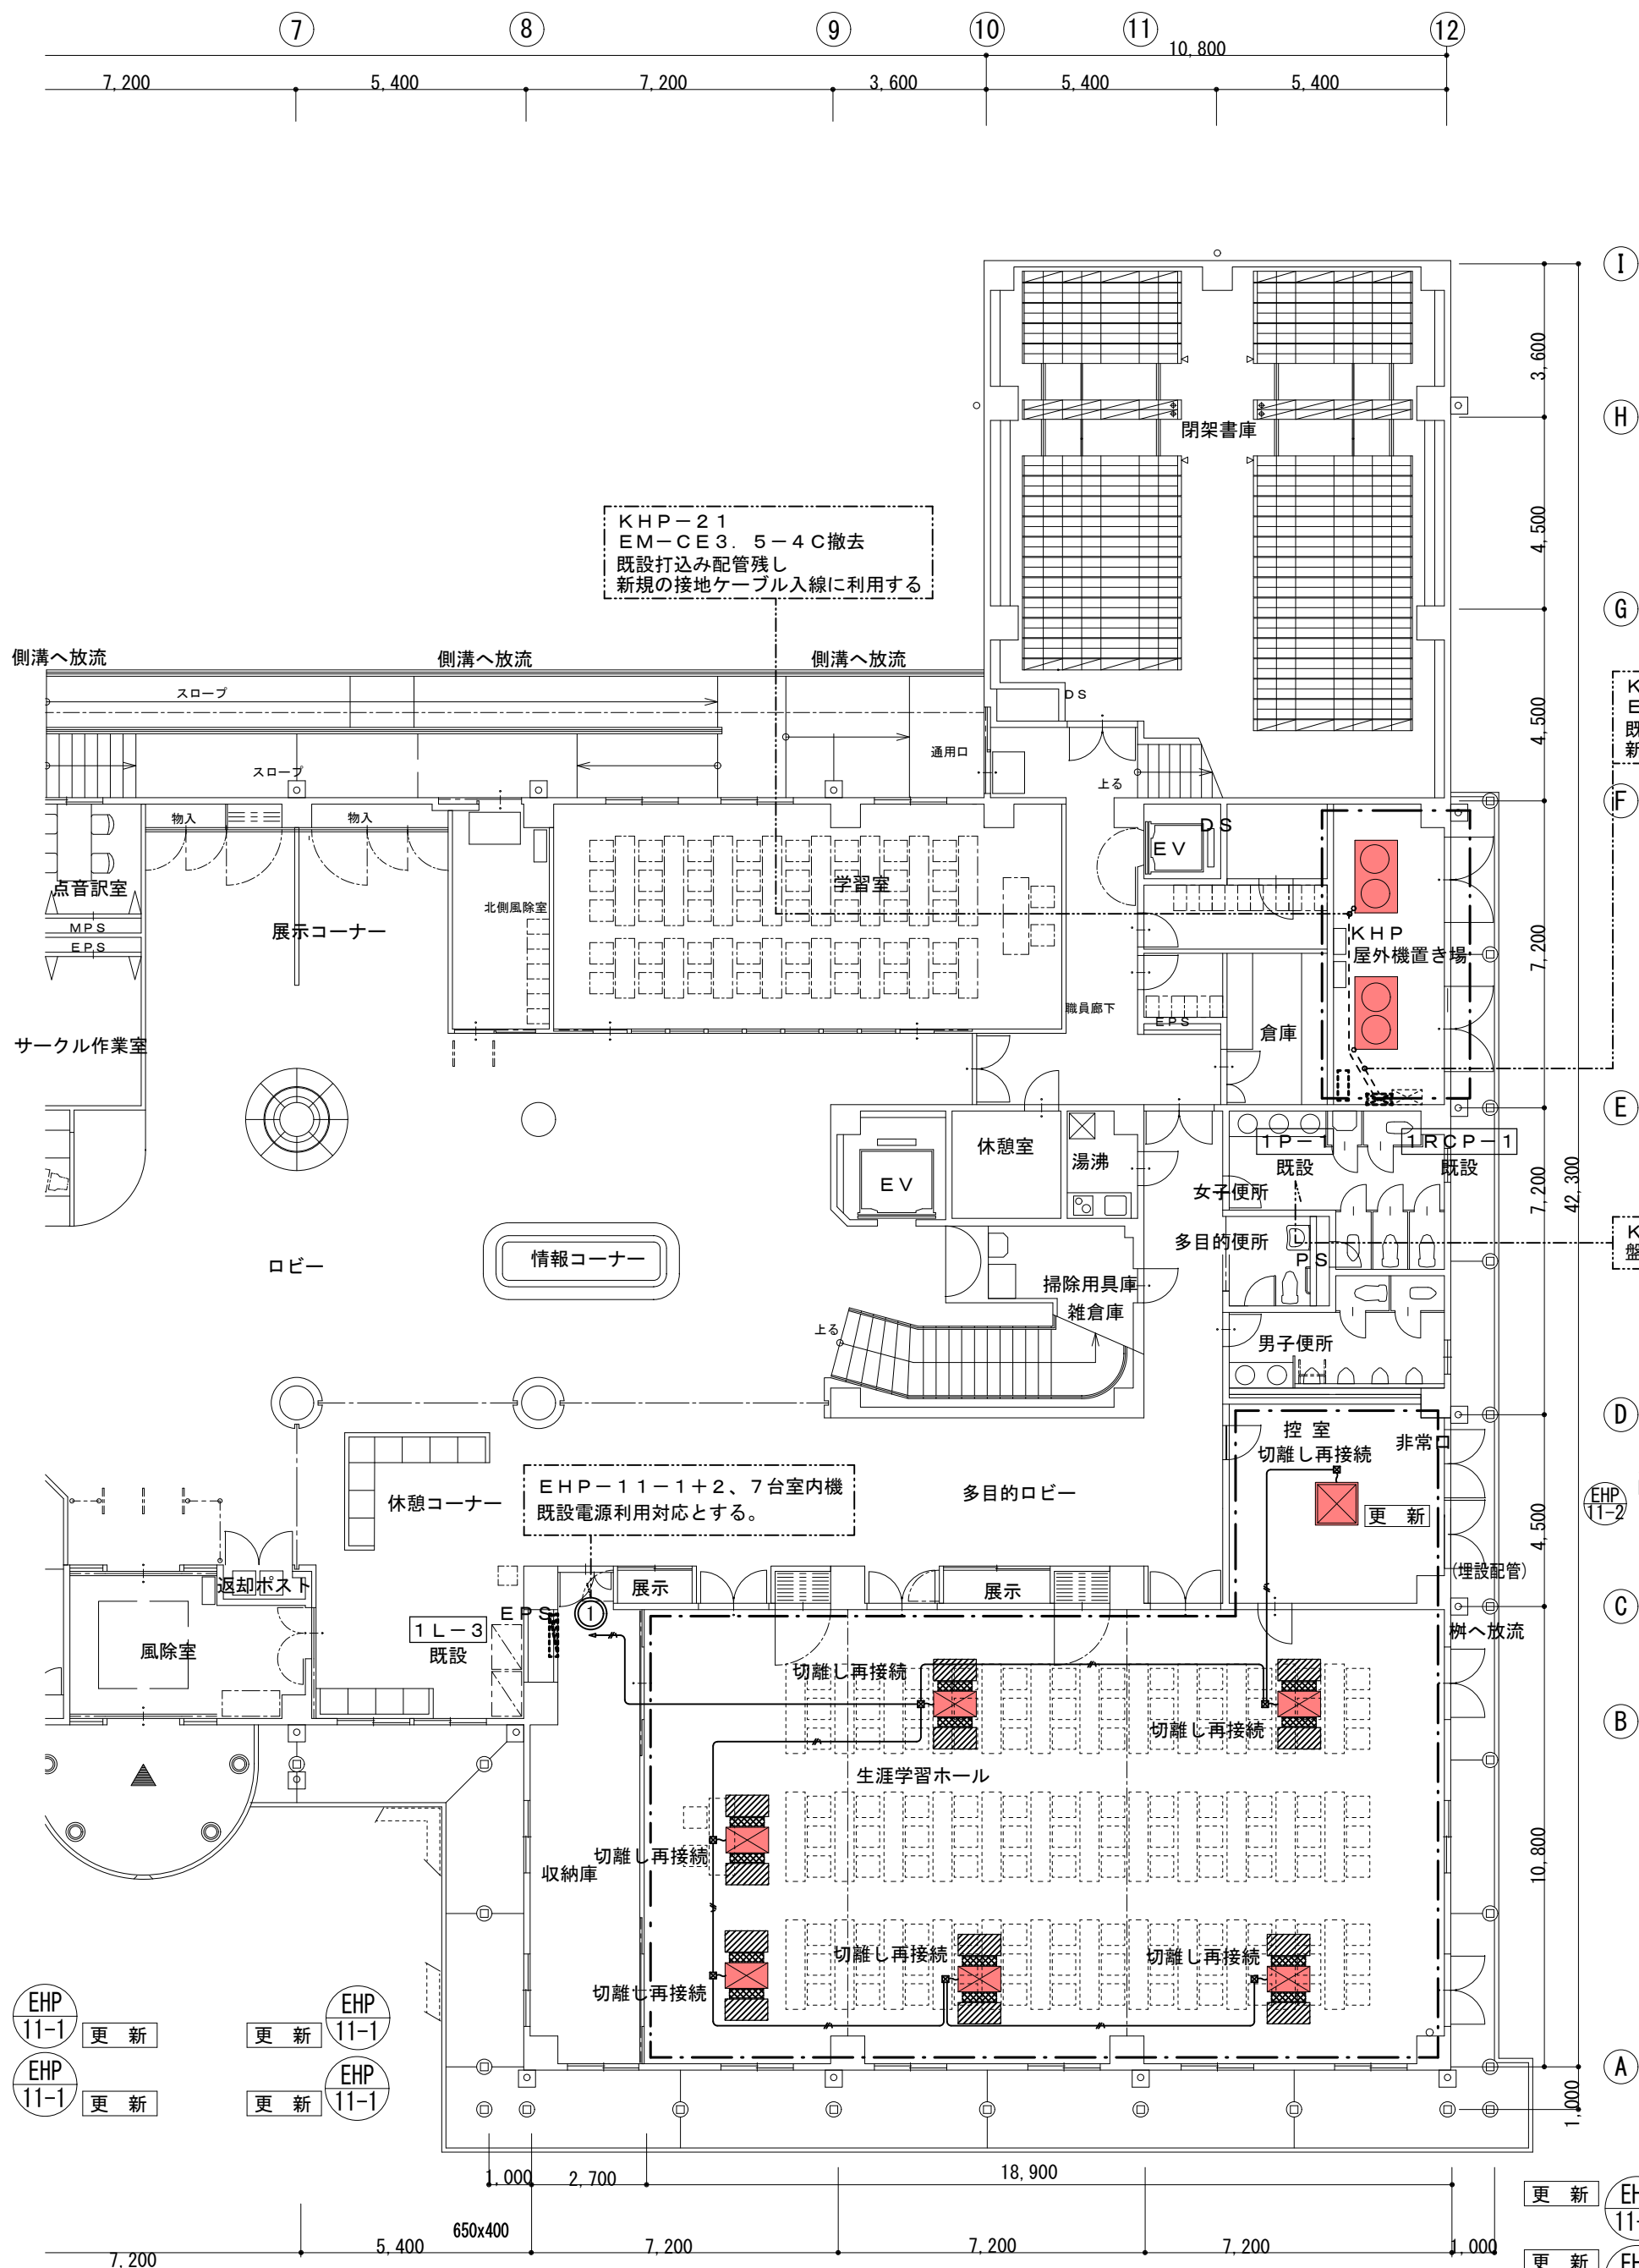 7 8 9 10 11 12
10,800
7,200 5,400 7,200 3,600 5,400 5,400
I
3,600
H
閉架書庫
KHP-21
EM-CE3.5-4C撤去
既設打込み配管残し
新規の接地ケーブル入線に利用する
4,500
G
側溝へ放流 側溝へ放流 側溝へ放流
スロープ
DS
4,500
通用口
スロープ
上る
F
物入 物入
DS
EV
点音訳室
学習室
北側風除室
MPS
展示コーナー
KHP
屋外機置き場
EPS
7,200
職員廊下
EPS
倉庫
サークル作業室
E
1P-1 1RCP-1
既設 既設
休憩室
湯沸
EV
女子便所
7,200
42,300
多目的便所
PS
情報コーナー
ロビー
掃除用具庫
雑倉庫
上る
男子便所
D
控室
切離し再接続
非常口
EHP-11-1+2、7台室内機
既設電源利用対応とする。
休憩コーナー
多目的ロビー
EHP
11-2
更 新
4,500
(埋設配管)
返却ポスト
展示 展示
EPS
1
C
1L-3
既設
桝へ放流
風除室
切離し再接続
切離し再接続
B
生涯学習ホール
切離し再接続
収納庫
10,800
切離し再接続 切離し再接続
切離し再接続
EHP
11-1
更 新
更 新
EHP
11-1
EHP
11-1
更 新
更 新
EHP
11-1
A
1,000
1,000 2,700 18,900
更 新
650x400
7,200 5,400 7,200 7,200 7,200 1,000
更 新